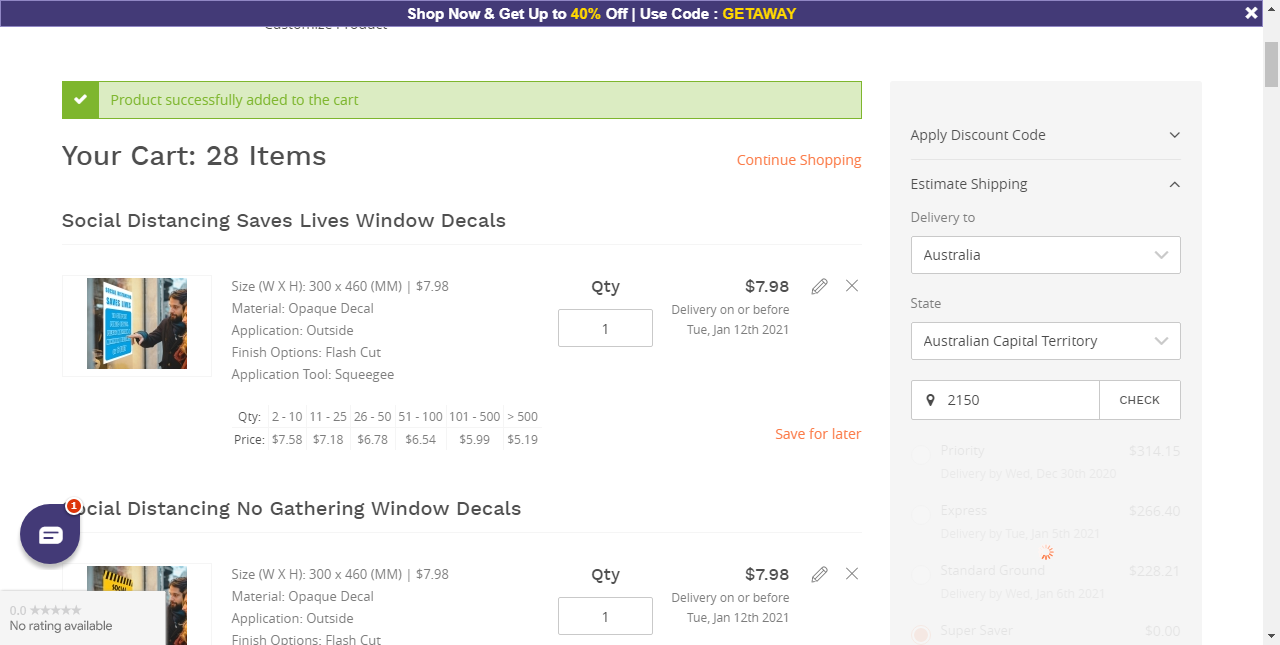 Shop Now & Get Up to 40% Off | Use Code : GETAWAY
Customize Product
Product successfully added to the cart
Your Cart: 28 Items
Continue Shopping
Social Distancing Saves Lives Window Decals
SAVES LIVES
Size (W X H): 300 x 460 (MM) | $7.98
Material: Opaque Decal
Application: Outside
Finish Options: Flash Cut
Application Tool: Squeegee
Qty
1
$7.98
Delivery on or before
Tue, Jan 12th 2021
Qty: 2 - 10 11 - 25 26 - 50 51 - 100 101 - 500 > 500
Price: $7.58 $7.18 $6.78 $6.54 $5.99 $5.19
Save for later
Social Distancing No Gathering Window Decals
SOCIAL
Size (W X H): 300 x 460 (MM) | $7.98
Material: Opaque Decal
Application: Outside
Finish Options: Flash Cut
Qty
1
$7.98
Delivery on or before
Tue, Jan 12th 2021
1
0.0
No rating available
Apply Discount Code
Estimate Shipping
Delivery to
Australia
State
Australian Capital Territory
2150
CHECK
Priority $314.15
Delivery by Wed, Dec 30th 2020
Express $266.40
Delivery by Tue, Jan 5th 2021
Standard Ground $228.21
Delivery by Wed, Jan 6th 2021
Super Saver $0.00